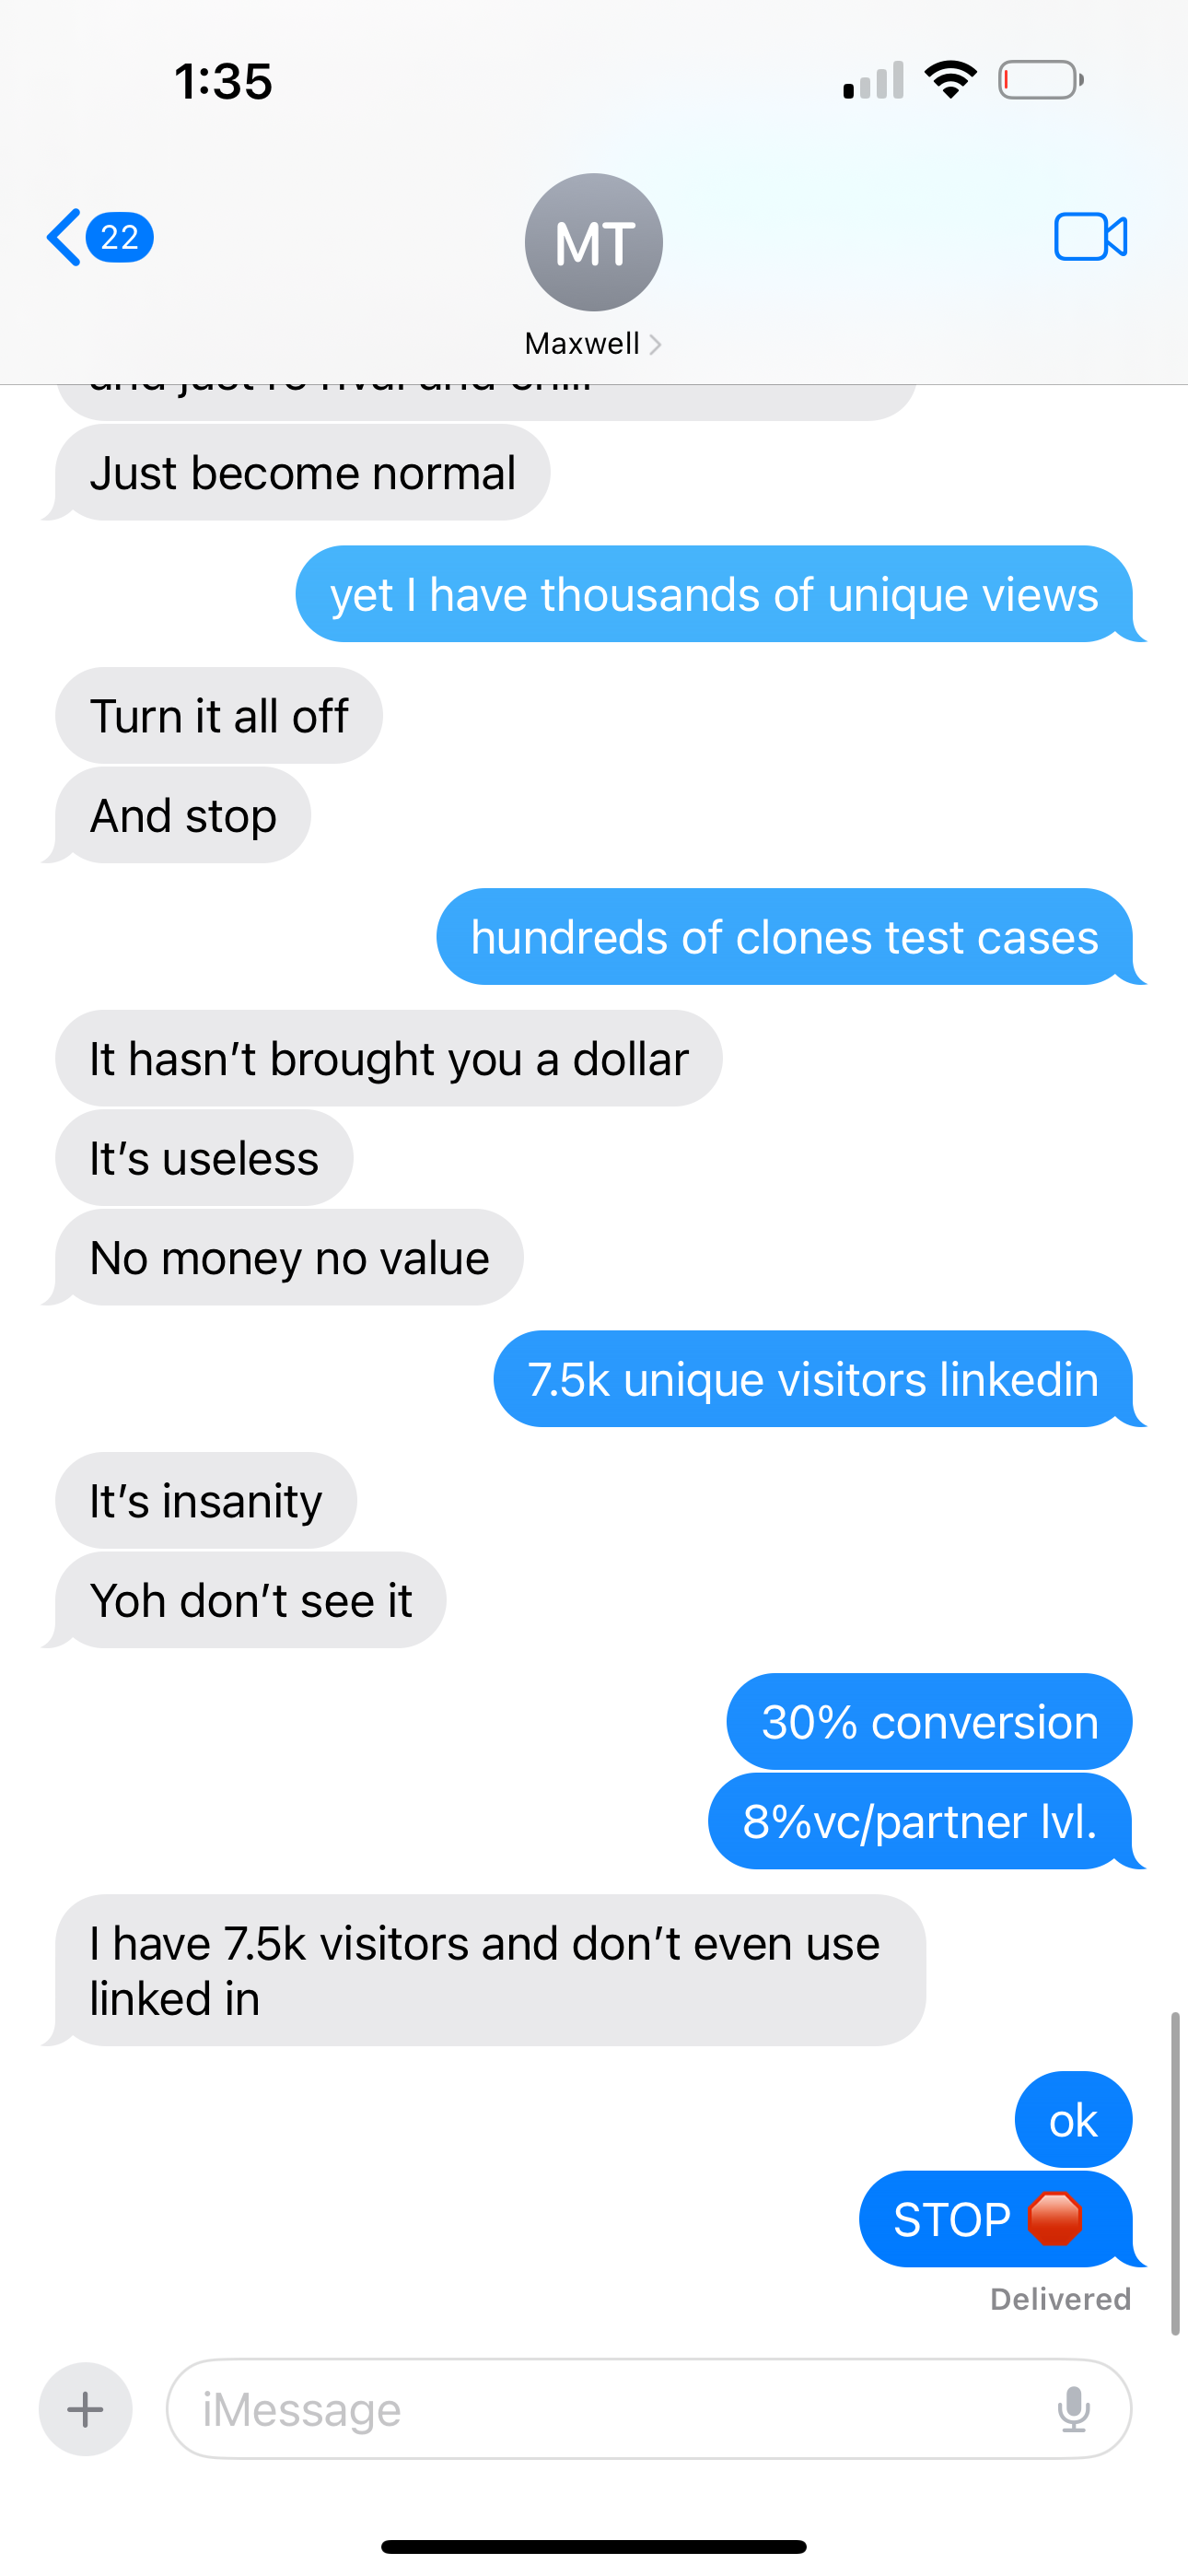 1:35
22
MT
Maxwell
and just
and
Just become normal
yet I have thousands of unique views
Turn it all off
And stop
hundreds of clones test cases
It hasn’t brought you a dollar
It’s useless
No money no value
7.5k unique visitors linkedin
It’s insanity
Yoh don’t see it
30% conversion
8%vc/partner lvl.
I have 7.5k visitors and don’t even use
linked in
ok
STOP 🛑
Delivered
iMessage